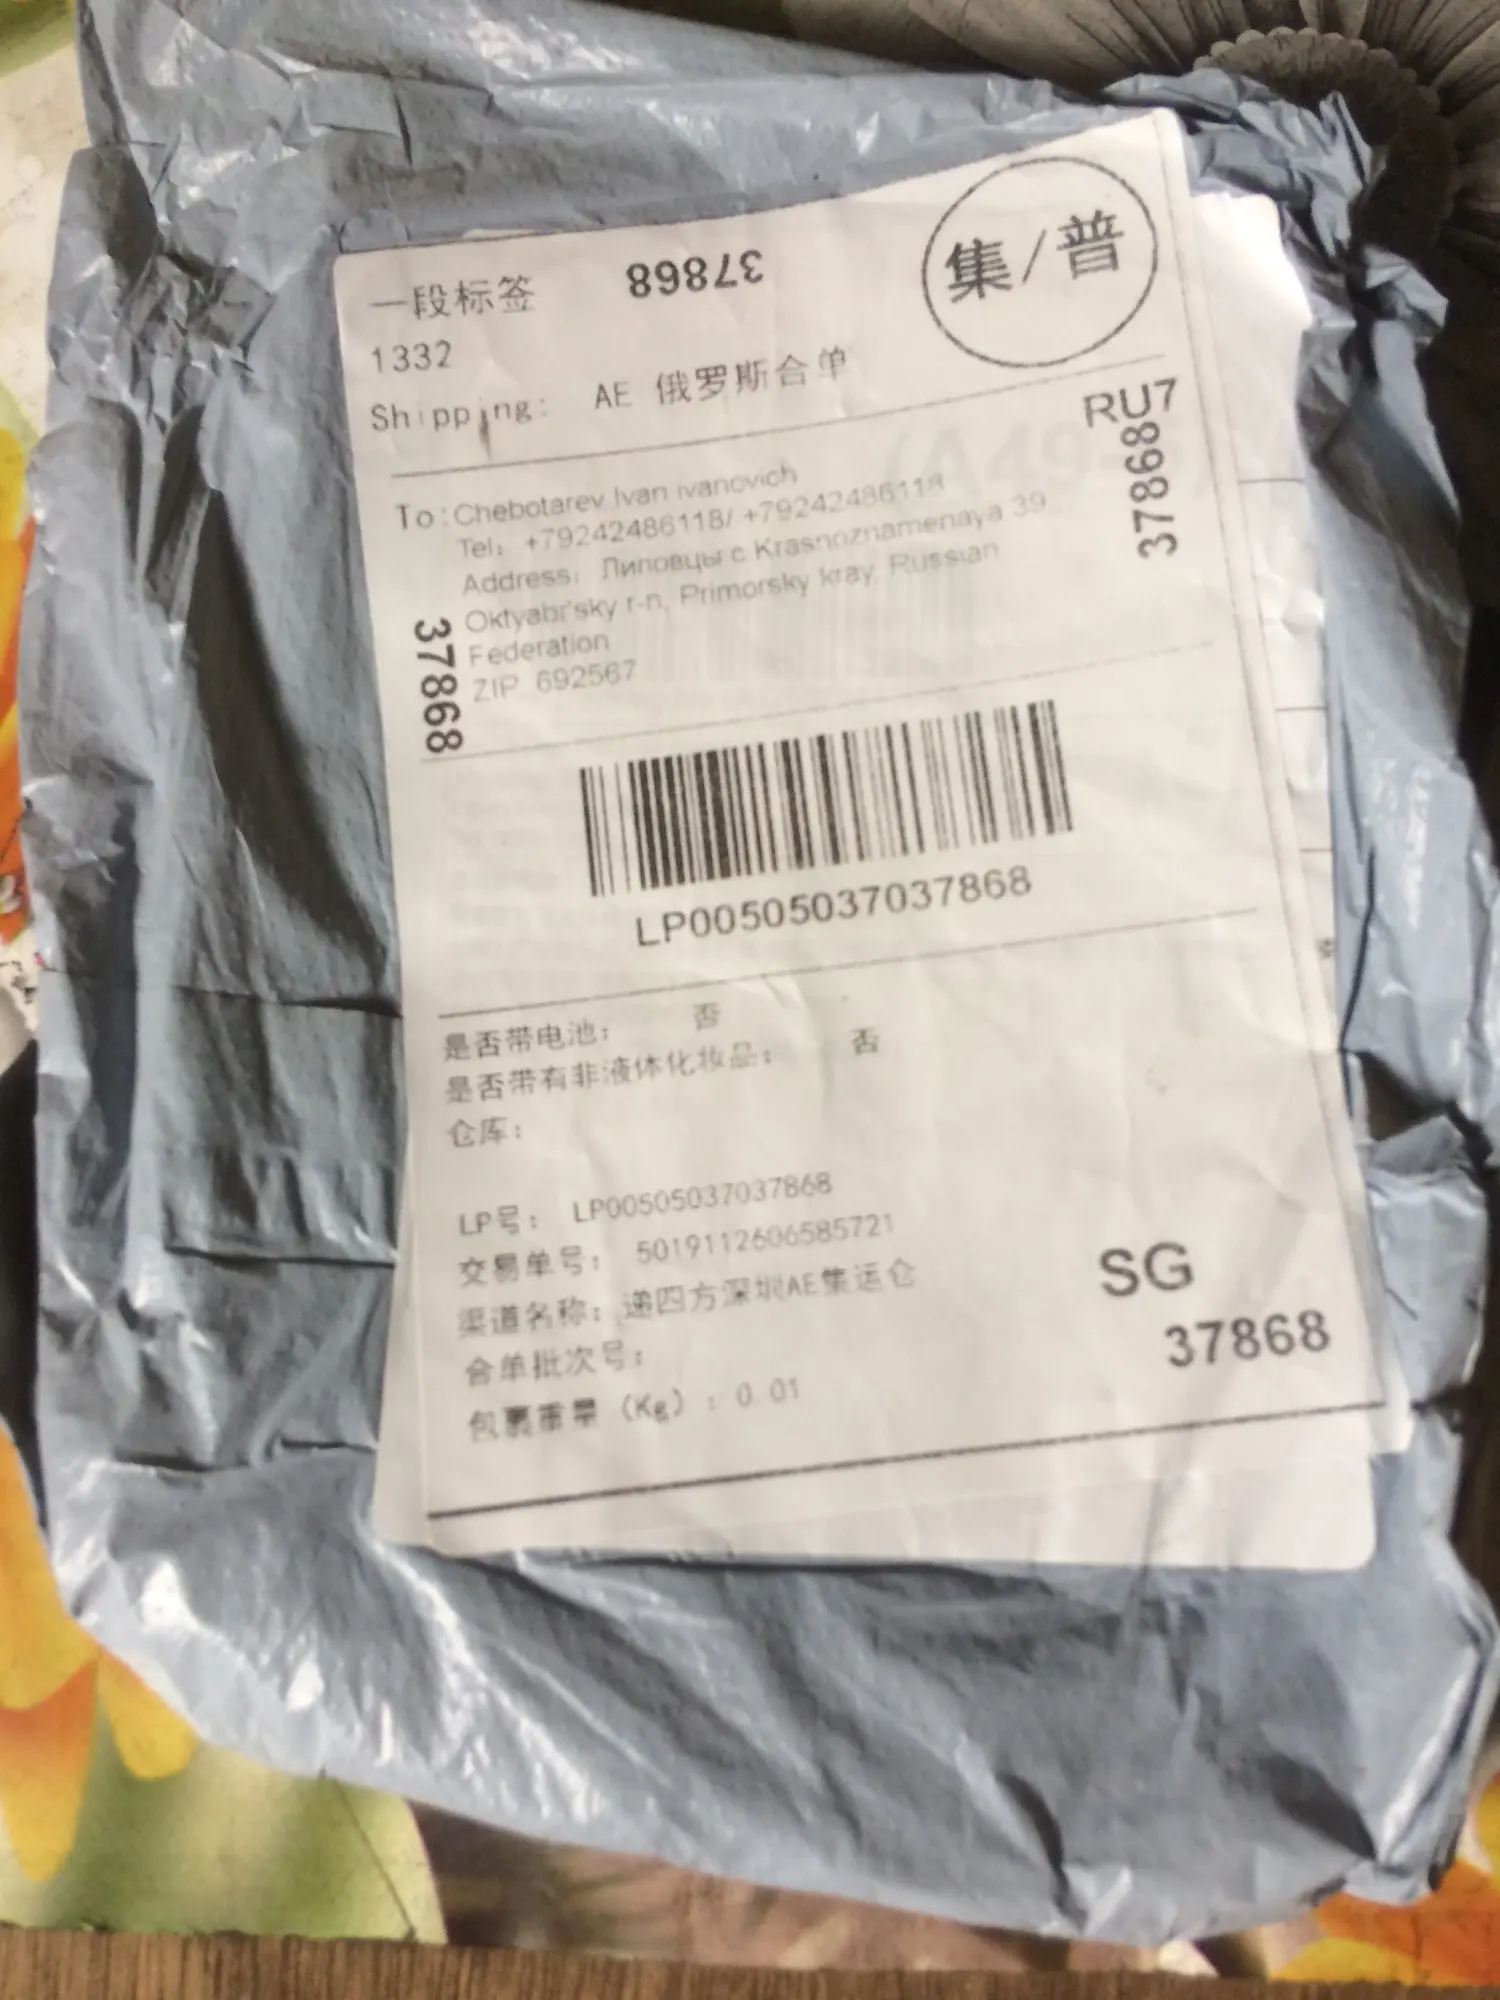 一段标签
37868
集/普
1332
Shipping: AE 俄罗斯合单
RU7
37868
To: Chebotarev Ivan Ivanovich
Tel: +79242486118/ +79242486118
Address: Липовцы с Krasnoznamenaya 39
Oktyabr'sky r-n, Primorsky kray, Russian
Federation
ZIP 692567
37868
LP00505037037868
是否带电池: 否
是否带有非液体化妆品: 否
仓库:
LP号: LP00505037037868
交易单号: 5019112606585721
渠道名称: 递四方深圳AE集运仓
SG
合单批次号:
37868
包裹重量 (Kg) : 0.01